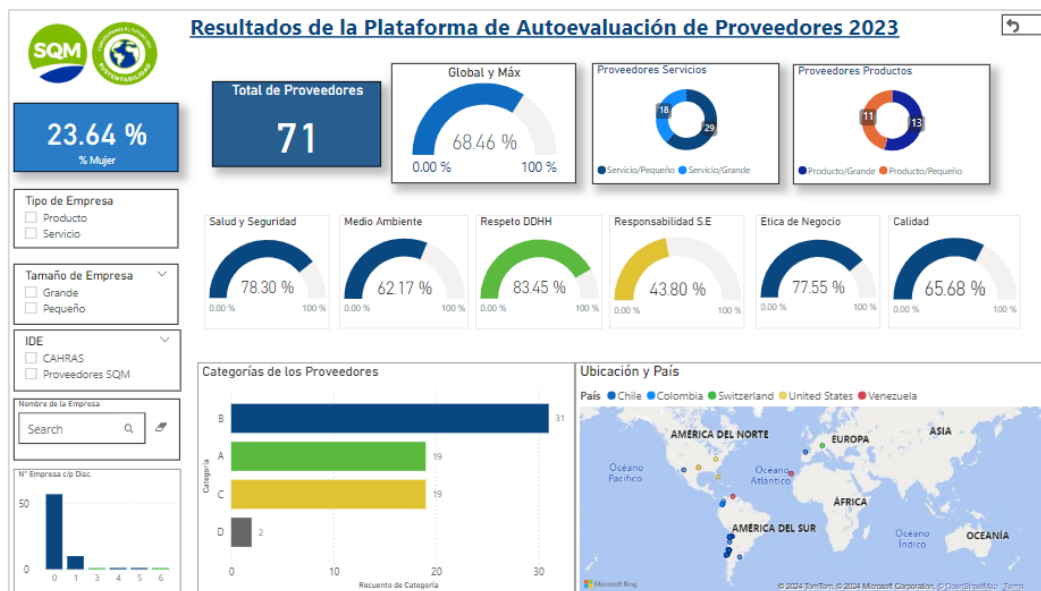 Resultados de la Plataforma de Autoevaluación de Proveedores 2023
SQM
SUSTENTABILIDAD
23.64 %
% Mujer
Total de Proveedores
71
Global y Máx
68.46 %
0.00 %
100 %
Proveedores Servicios
18
29
Servicio/Pequeño
Servicio/Grande
Proveedores Productos
11
13
Producto/Grande
Producto/Pequeño
Tipo de Empresa
Producto
Servicio
Tamaño de Empresa
Grande
Pequeño
IDE
CAHRAS
Proveedores SQM
Nombre de la Empresa
Search
Salud y Seguridad
78.30 %
0.00 %
100 %
Medio Ambiente
62.17 %
0.00 %
100 %
Respeto DDHH
83.45 %
0.00 %
100 %
Responsabilidad S.E
43.80 %
0.00 %
100 %
Etica de Negocio
77.55 %
0.00 %
100 %
Calidad
65.68 %
0.00 %
100 %
N° Empresa c/p Disc.
50
0
0 1 3 4 5 6
Categorías de los Proveedores
Categoría
B 31
A 19
C 19
D 2
0 10 20 30
Recuento de Categoría
Ubicación y País
País Chile Colombia Switzerland United States Venezuela
AMÉRICA DEL NORTE
EUROPA
ASIA
Océano
Pacífico
Océano
Atlántico
ÁFRICA
AMÉRICA DEL SUR
Océano
Índico
OCEANÍA
Microsoft Bing
© 2024 TomTom, © 2024 Microsoft Corporation, © OpenStreetMap Terms